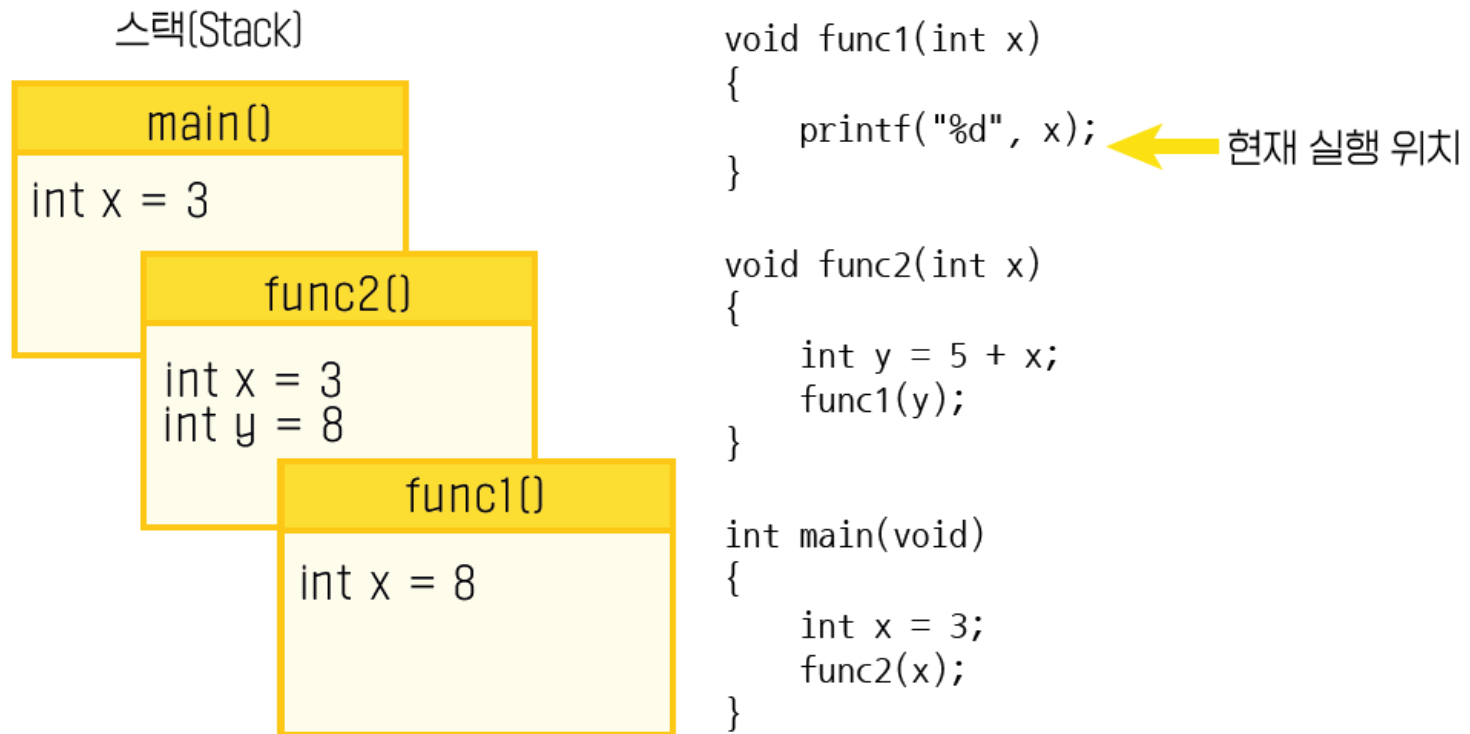 스택(Stack)
main()
int x = 3
func2()
int x = 3
int y = 8
func1()
int x = 8
void func1(int x)
{
    printf("%d", x);
현재 실행 위치
}
void func2(int x)
{
    int y = 5 + x;
    func1(y);
}
int main(void)
{
    int x = 3;
    func2(x);
}